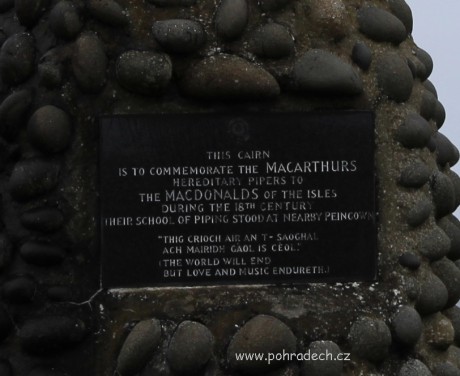 THIS CAIRN
IS TO COMMEMORATE THE MACARTHURS
HEREDITARY PIPERS TO
THE MACDONALDS OF THE ISLES
DURING THE 18TH CENTURY
THEIR SCHOOL OF PIPING STOOD AT NEARBY PEINGOWN
"THIG CRIOCH AIR AN T-SAOGHAL
ACH MAIRIDH GAOL IS CEOL."
(THE WORLD WILL END
BUT LOVE AND MUSIC ENDURETH.)
www.pohradech.cz